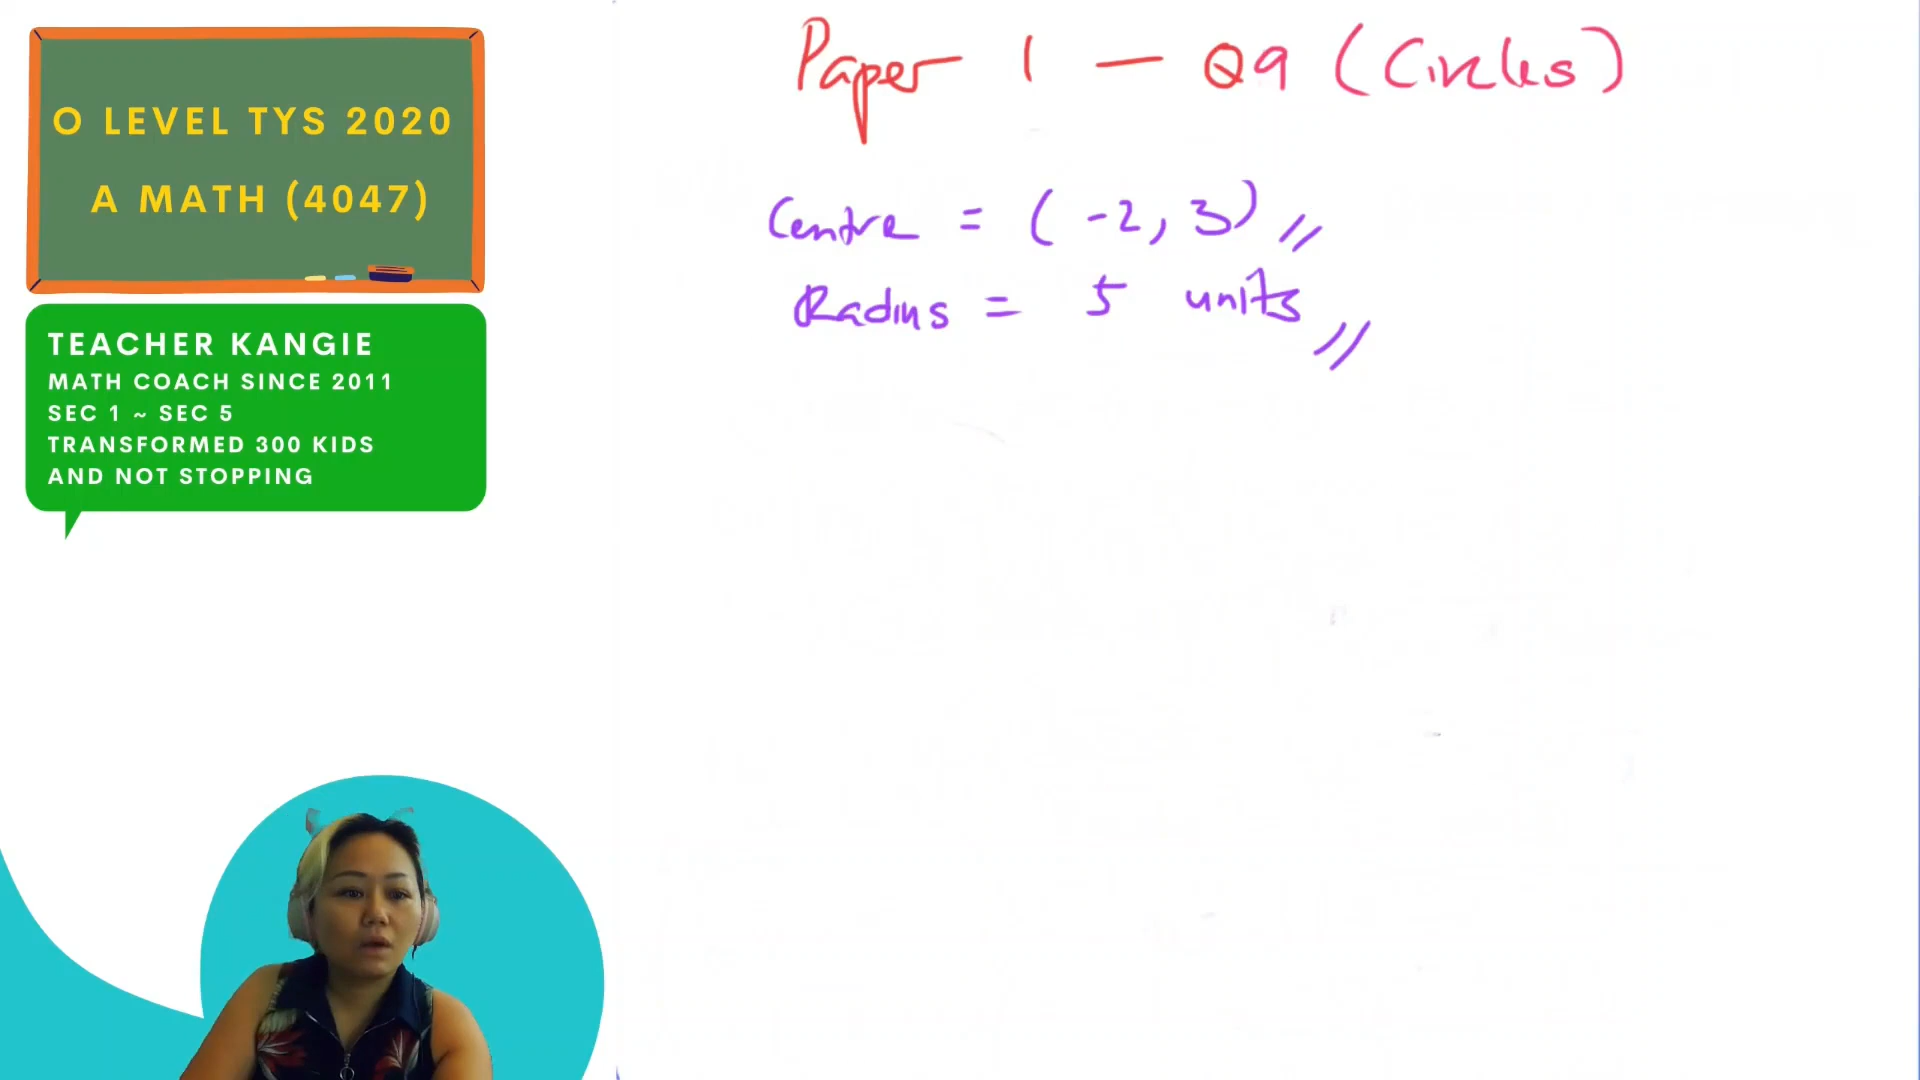 O LEVEL TYS 2020
A MATH (4047)
TEACHER KANGIE
MATH COACH SINCE 2011
SEC 1 ~ SEC 5
TRANSFORMED 300 KIDS
AND NOT STOPPING
Paper 1 — Q9 (Circles)
Centre = (-2, 3) //
Radius = 5 units //